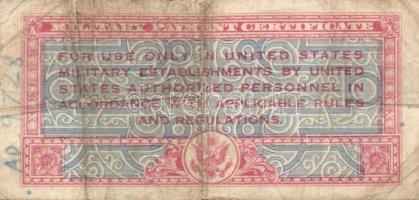 MILITARY PAYMENT CERTIFICATE
FOR USE ONLY IN UNITED STATES
MILITARY ESTABLISHMENTS BY UNITED
STATES AUTHORIZED PERSONNEL IN
ACCORDANCE WITH APPLICABLE RULES
AND REGULATIONS.